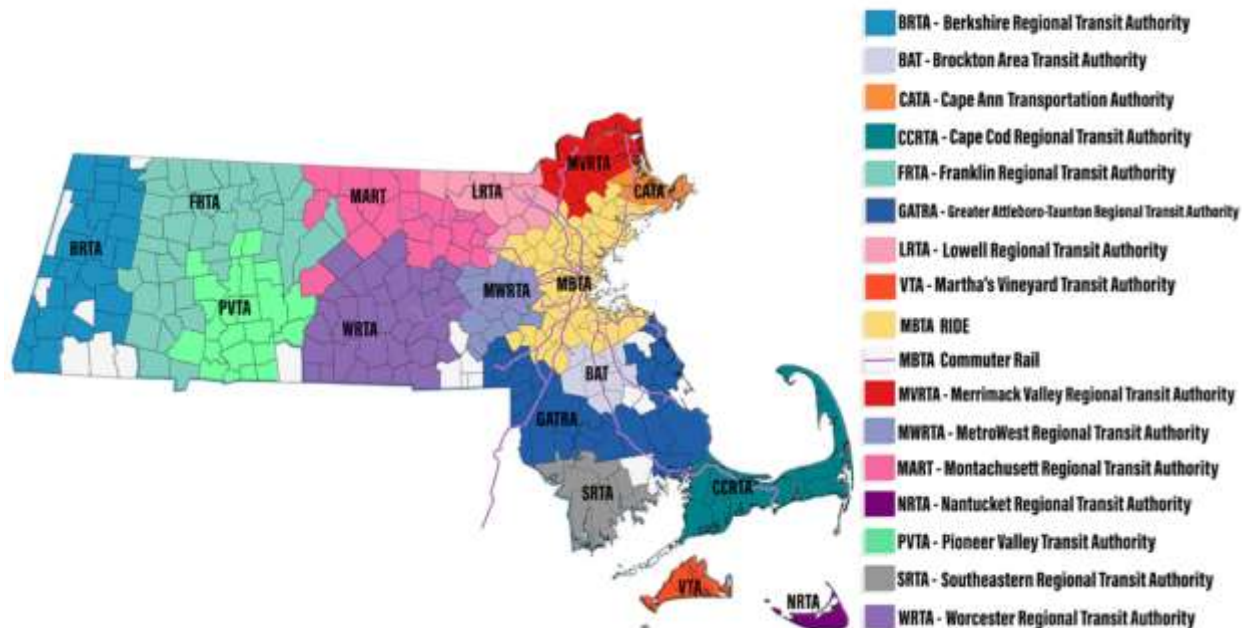 MVRTA
CATA
LRTA
MART
FRTA
BRTA
MBTA
MWRTA
PVTA
WRTA
BAT
GATRA
SRTA
CCRTA
VTA
NRTA
BRTA - Berkshire Regional Transit Authority
BAT - Brockton Area Transit Authority
CATA - Cape Ann Transportation Authority
CCRTA - Cape Cod Regional Transit Authority
FRTA - Franklin Regional Transit Authority
GATRA - Greater Attleboro-Taunton Regional Transit Authority
LRTA - Lowell Regional Transit Authority
VTA - Martha's Vineyard Transit Authority
MBTA RIDE
MBTA Commuter Rail
MVRTA - Merrimack Valley Regional Transit Authority
MWRTA - MetroWest Regional Transit Authority
MART - Montachusett Regional Transit Authority
NRTA - Nantucket Regional Transit Authority
PVTA - Pioneer Valley Transit Authority
SRTA - Southeastern Regional Transit Authority
WRTA - Worcester Regional Transit Authority